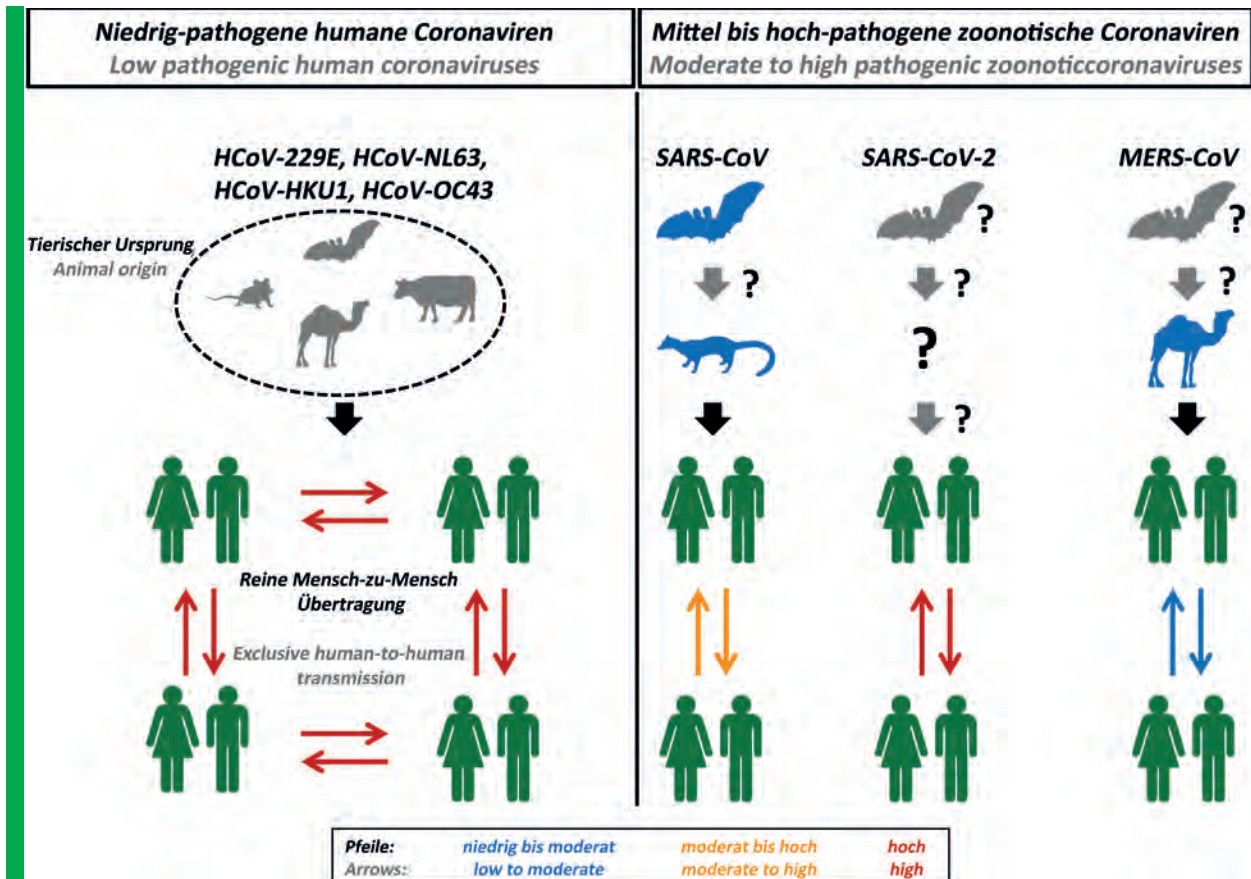 Niedrig-pathogene humane Coronaviren
Low pathogenic human coronaviruses
Mittel bis hoch-pathogene zoonotische Coronaviren
Moderate to high pathogenic zoonoticcoronaviruses
HCoV-229E, HCoV-NL63,
HCoV-HKU1, HCoV-OC43
Tierischer Ursprung
Animal origin
SARS-CoV
SARS-CoV-2
MERS-CoV
? ?
? ? ?
?
?
Reine Mensch-zu-Mensch
Übertragung
Exclusive human-to-human
transmission
Pfeile: niedrig bis moderat moderat bis hoch hoch
Arrows: low to moderate moderate to high high